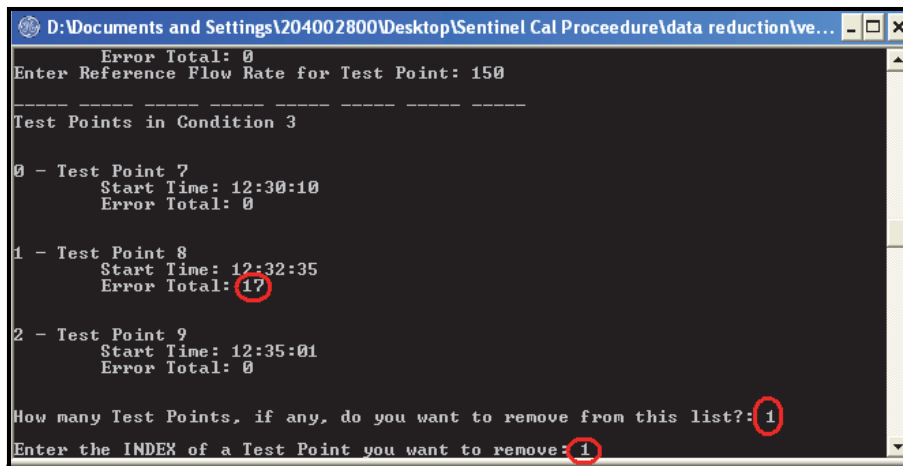 D:\Documents and Settings\204002800\Desktop\Sentinel Cal Proceedure\data reduction\ve...
Error Total: 0
Enter Reference Flow Rate for Test Point: 150
----- ----- ----- ----- ----- ----- ----- -----
Test Points in Condition 3
0 - Test Point 7
Start Time: 12:30:10
Error Total: 0
1 - Test Point 8
Start Time: 12:32:35
Error Total: 17
2 - Test Point 9
Start Time: 12:35:01
Error Total: 0
How many Test Points, if any, do you want to remove from this list?: 1
Enter the INDEX of a Test Point you want to remove: 1